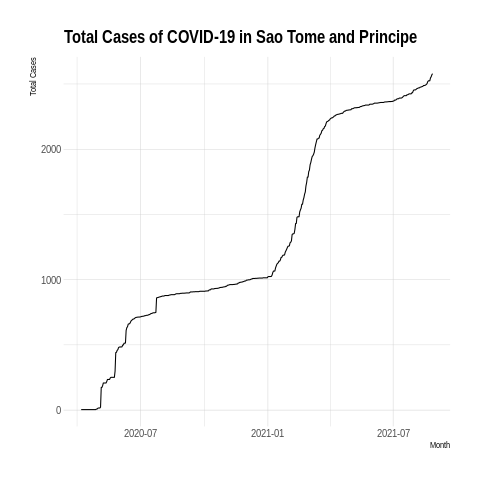 Total Cases of COVID-19 in Sao Tome and Principe
Total Cases
2000
1000
0
2020-07 2021-01 2021-07
Month